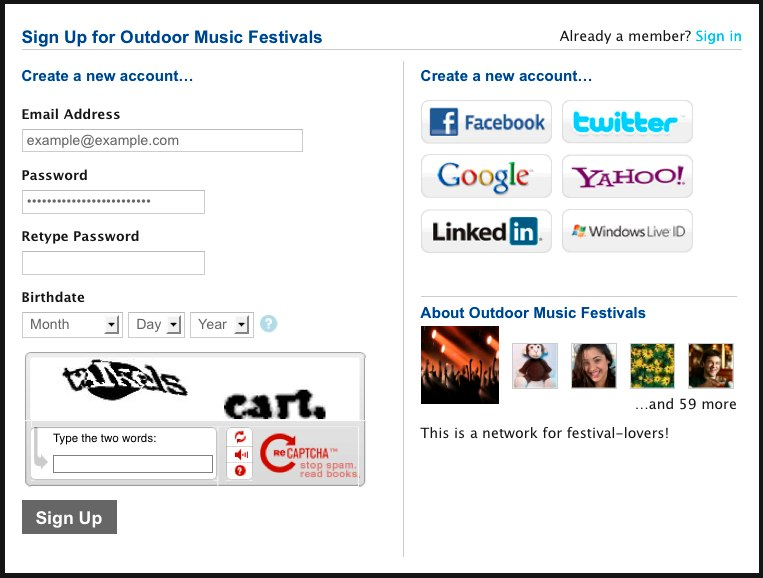 Sign Up for Outdoor Music Festivals
Already a member? Sign in
Create a new account…
Email Address
example@example.com
Password
•••••••••••••••••••••••••
Retype Password
Birthdate
Month Day Year ?
cart.
Type the two words:
reCAPTCHA™
stop spam.
read books.
?
Sign Up
Create a new account…
Facebook twitter
Google YAHOO!
Linked in Windows Live ID
About Outdoor Music Festivals
...and 59 more
This is a network for festival-lovers!